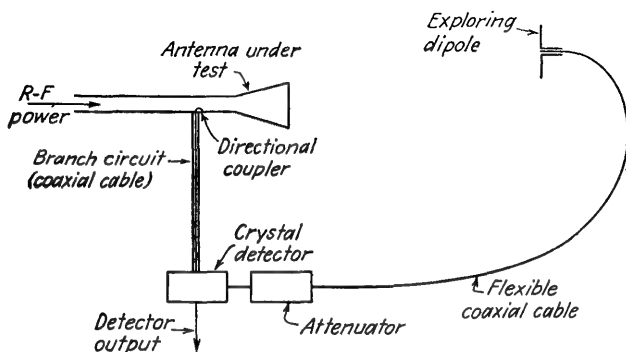 Exploring
dipole
Antenna under
test
R-F
power
Directional
coupler
Branch circuit
(coaxial cable)
Crystal
detector
Flexible
coaxial cable
Attenuator
Detector
output